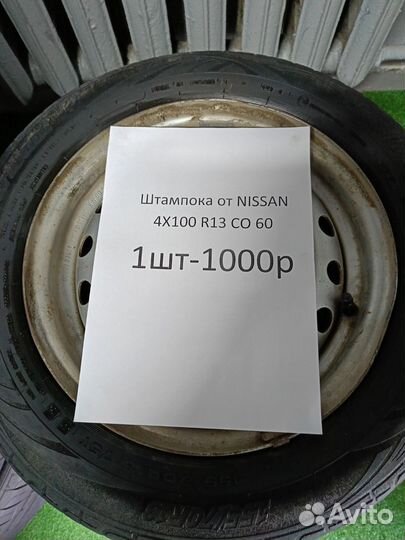 Штампока от NISSAN
4X100 R13 CO 60
1шт-1000р
Avito